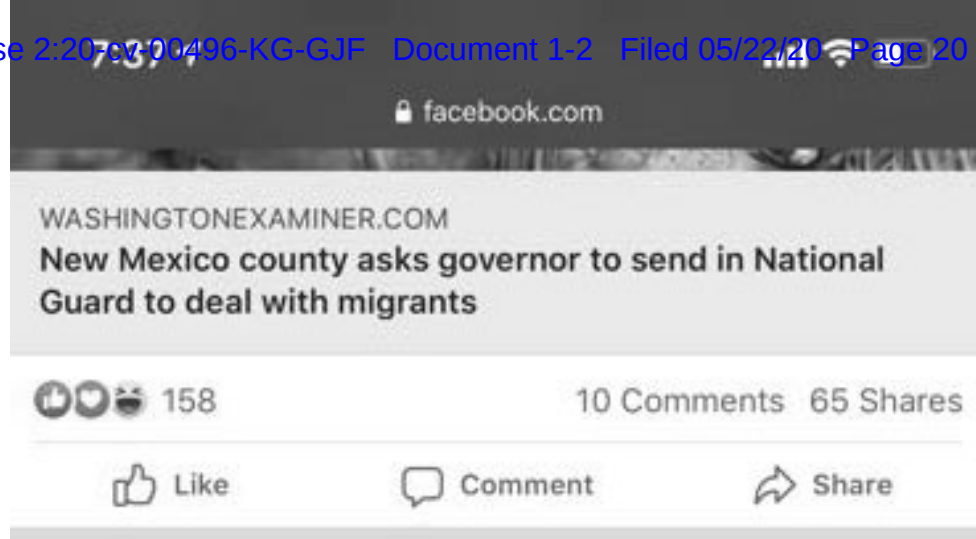 se 2:20-cv-00496-KG-GJF Document 1-2 Filed 05/22/20 Page 20
7:37
facebook.com
WASHINGTONEXAMINER.COM
New Mexico county asks governor to send in National
Guard to deal with migrants
158 10 Comments 65 Shares
Like Comment Share